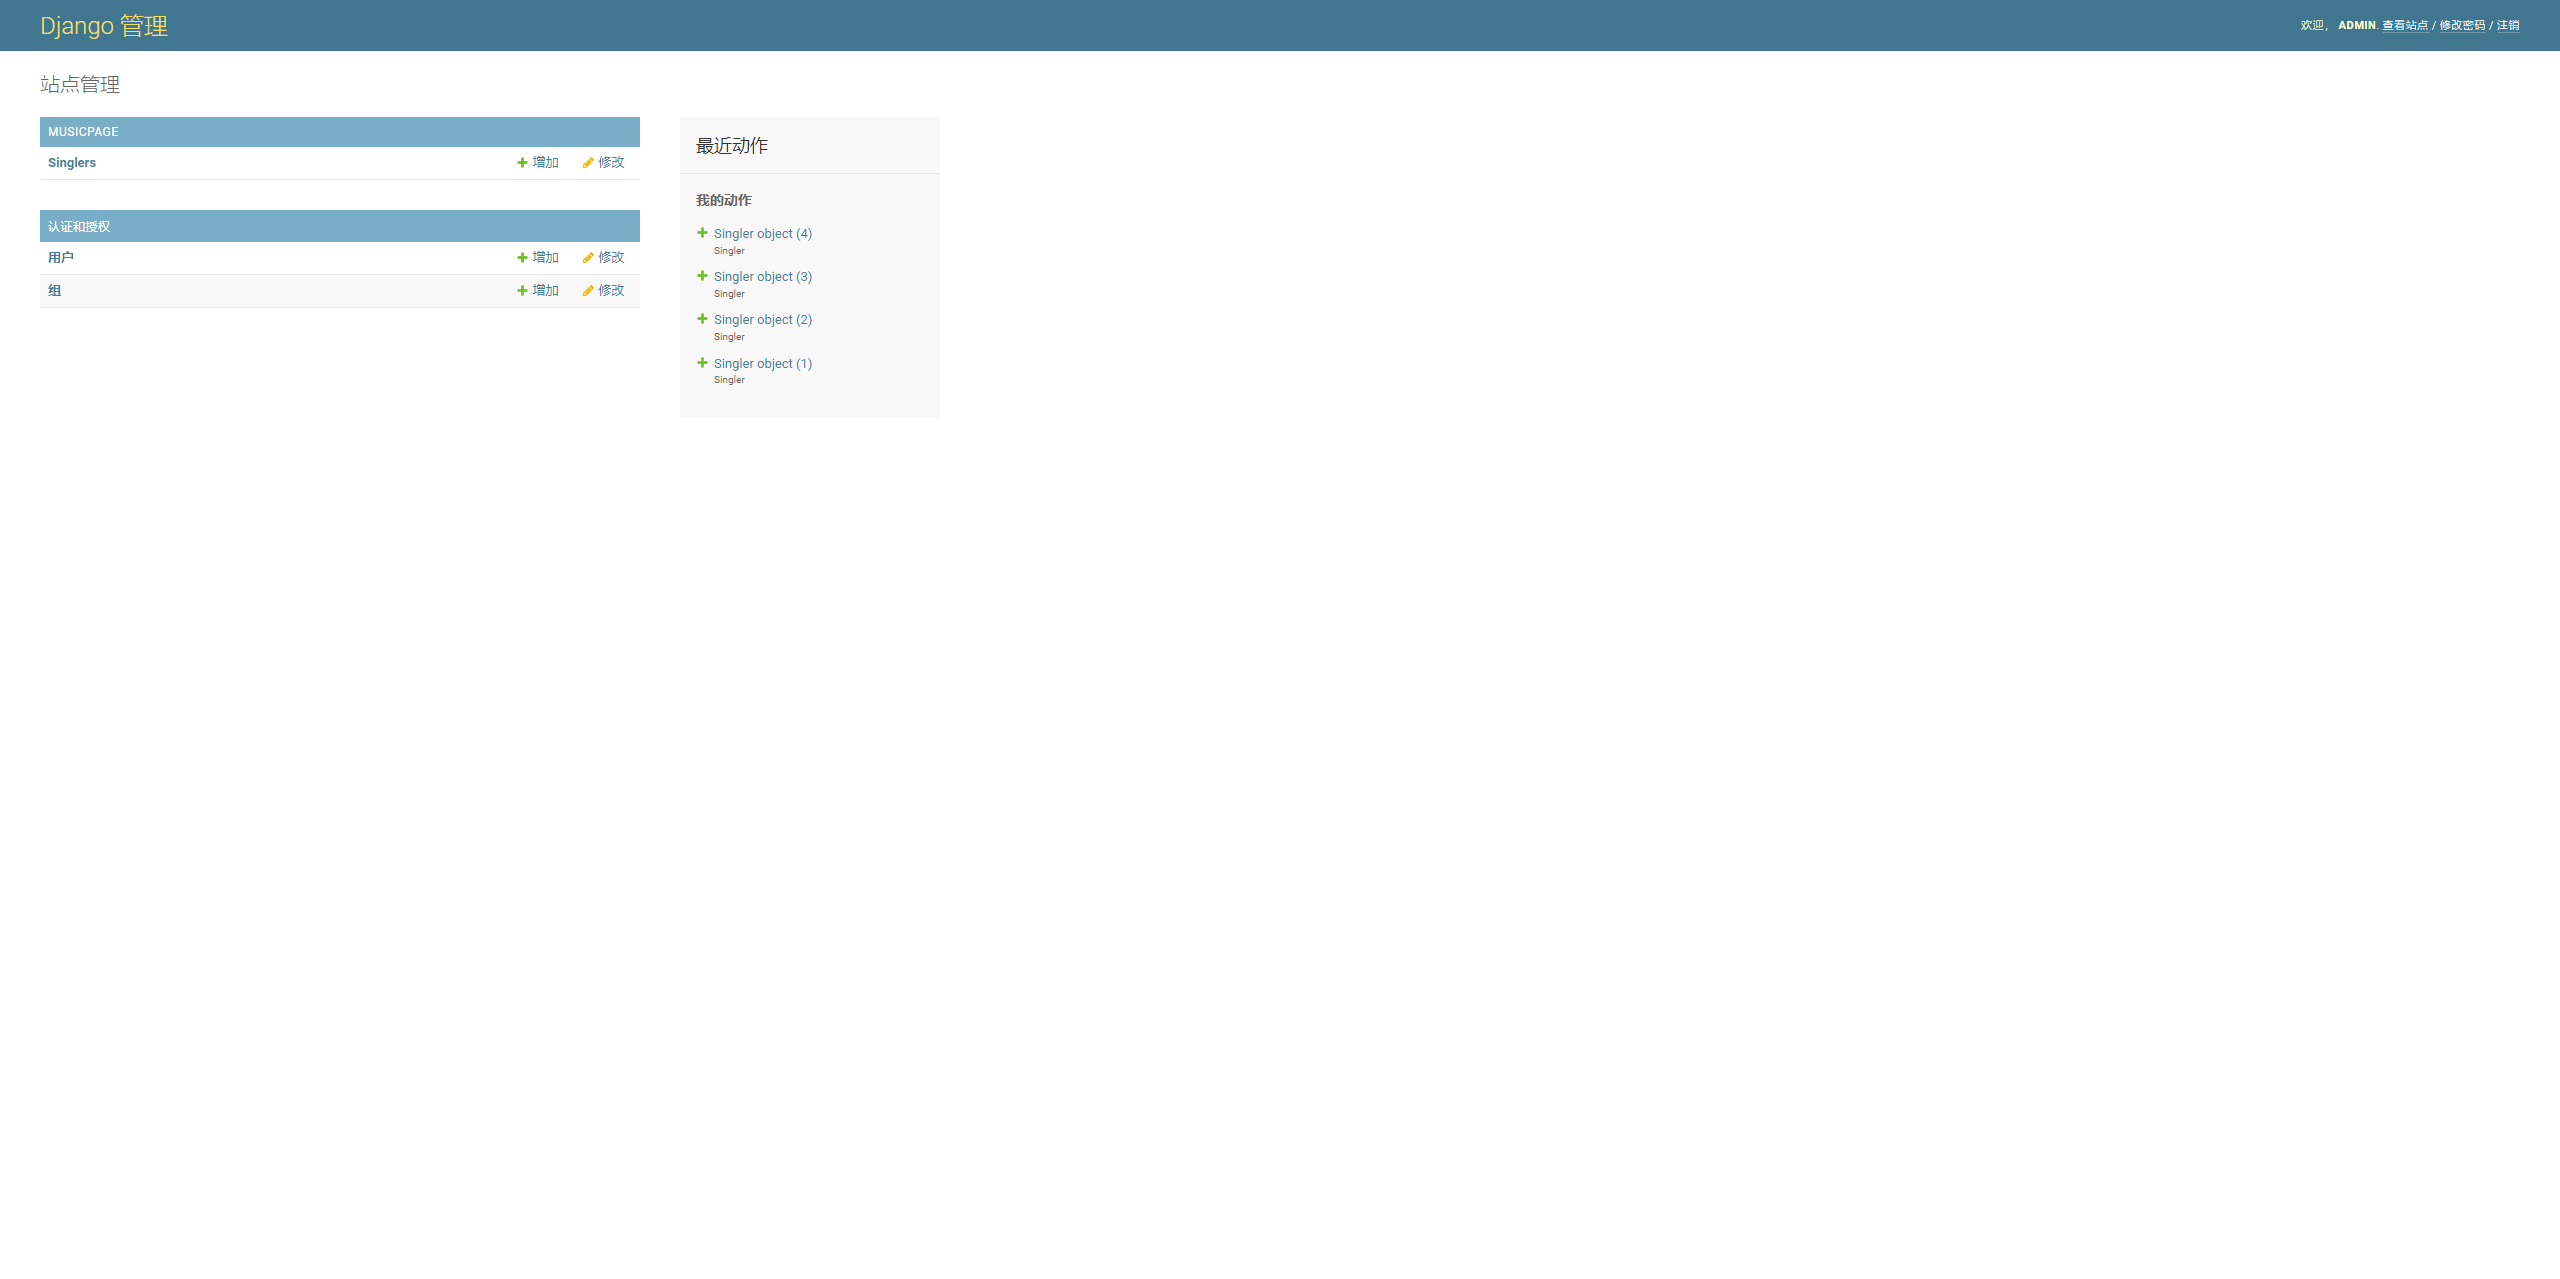 Django 管理
欢迎， ADMIN. 查看站点 / 修改密码 / 注销
站点管理
MUSICPAGE
Singlers 增加 修改
认证和授权
用户 增加 修改
组 增加 修改
最近动作
我的动作
Singler object (4)
Singler
Singler object (3)
Singler
Singler object (2)
Singler
Singler object (1)
Singler